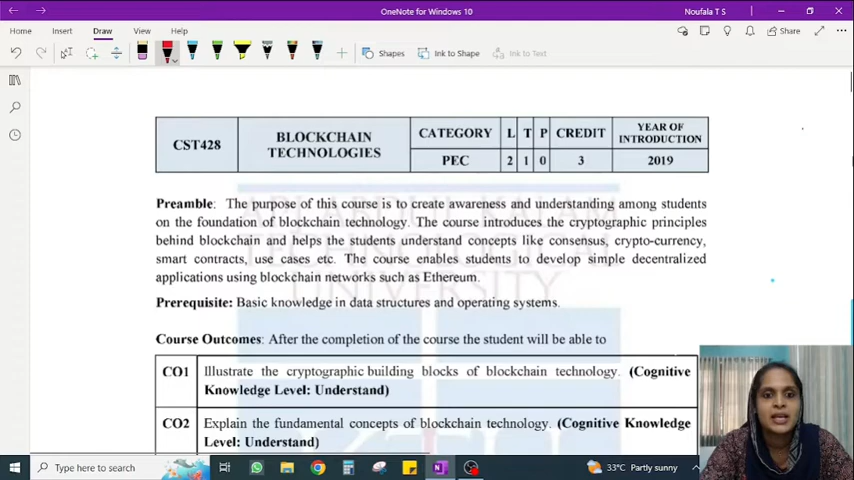 OneNote for Windows 10
Noufala T S
Home Insert Draw View Help Share
Shapes Ink to Shape Ink to Text
CST428 BLOCKCHAIN TECHNOLOGIES CATEGORY L T P CREDIT YEAR OF INTRODUCTION
PEC 2 1 0 3 2019
Preamble: The purpose of this course is to create awareness and understanding among students
on the foundation of blockchain technology. The course introduces the cryptographic principles
behind blockchain and helps the students understand concepts like consensus, crypto-currency,
smart contracts, use cases etc. The course enables students to develop simple decentralized
applications using blockchain networks such as Ethereum.
Prerequisite: Basic knowledge in data structures and operating systems.
Course Outcomes: After the completion of the course the student will be able to
CO1 Illustrate the cryptographic building blocks of blockchain technology. (Cognitive
Knowledge Level: Understand)
CO2 Explain the fundamental concepts of blockchain technology. (Cognitive Knowledge
Level: Understand)
Type here to search
33°C Partly sunny